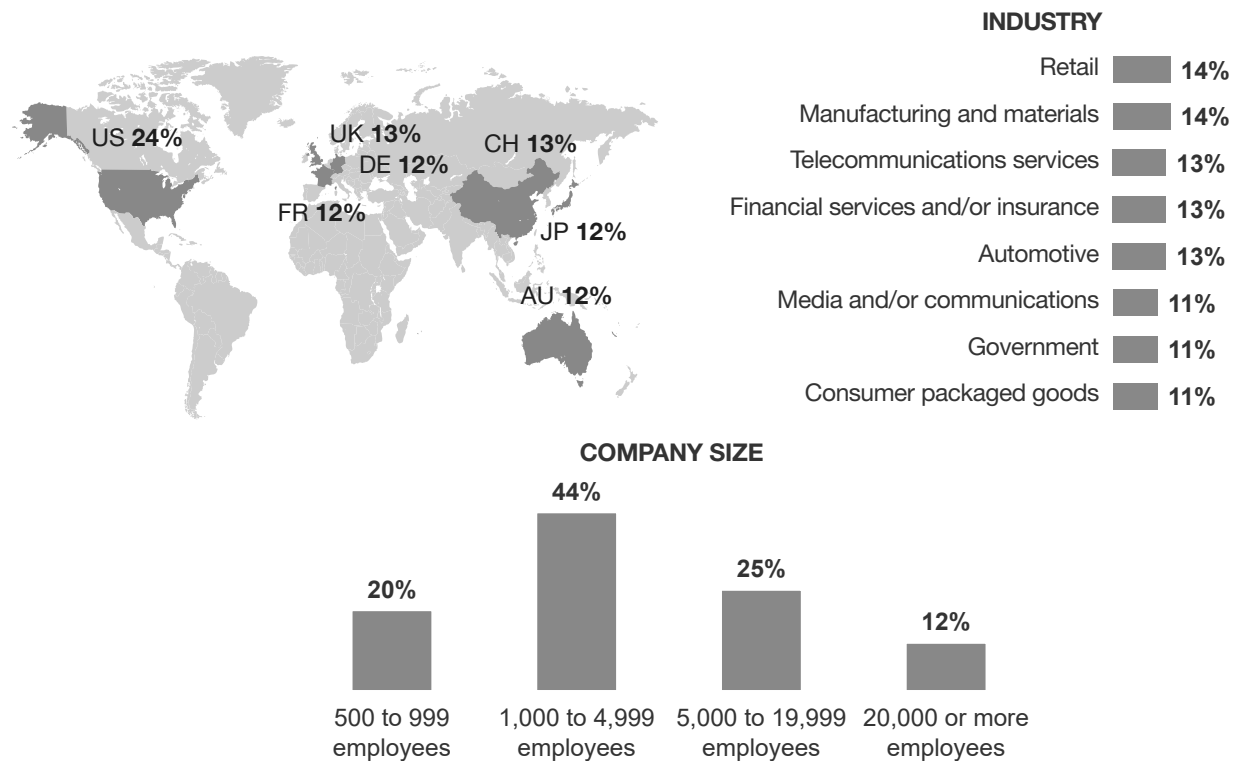 US 24%
UK 13%
DE 12%
FR 12%
CH 13%
JP 12%
AU 12%
INDUSTRY
Retail 14%
Manufacturing and materials 14%
Telecommunications services 13%
Financial services and/or insurance 13%
Automotive 13%
Media and/or communications 11%
Government 11%
Consumer packaged goods 11%
COMPANY SIZE
20%
44%
25%
12%
500 to 999
employees
1,000 to 4,999
employees
5,000 to 19,999
employees
20,000 or more
employees